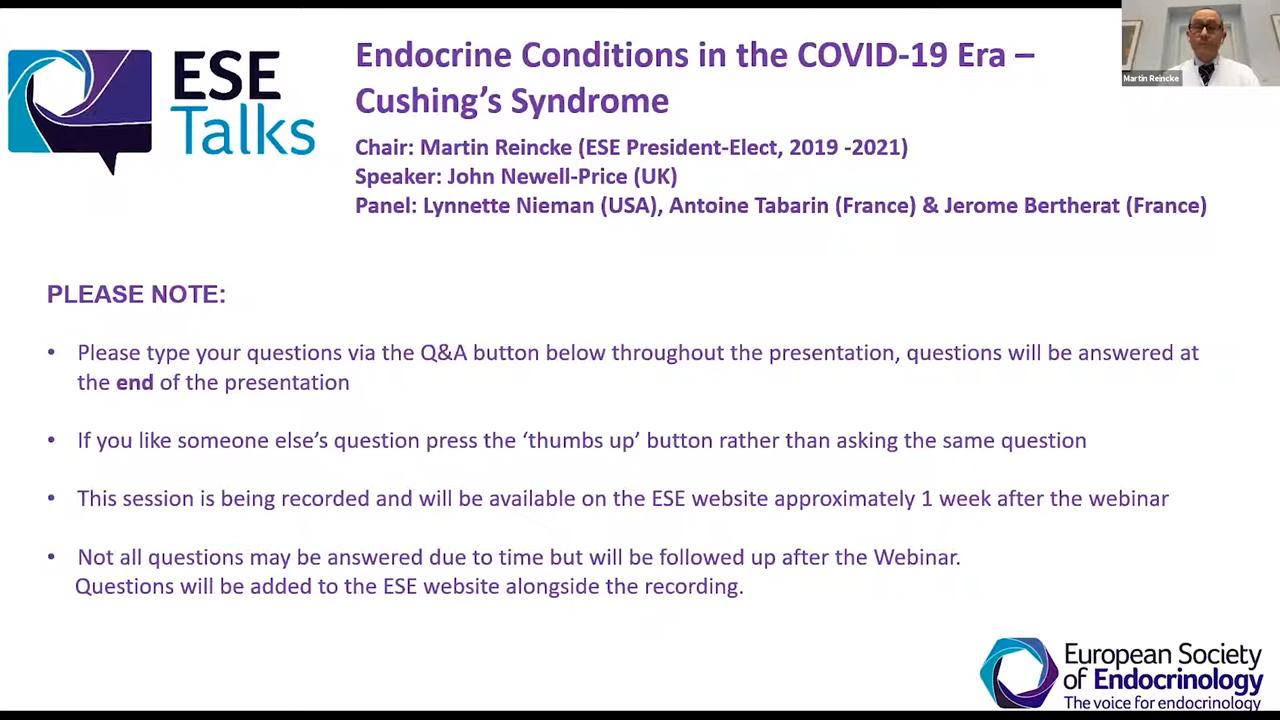 ESE
Talks
Endocrine Conditions in the COVID-19 Era –
Cushing’s Syndrome
Chair: Martin Reincke (ESE President-Elect, 2019 -2021)
Speaker: John Newell-Price (UK)
Panel: Lynnette Nieman (USA), Antoine Tabarin (France) & Jerome Bertherat (France)
Martin Reincke
PLEASE NOTE:
• Please type your questions via the Q&A button below throughout the presentation, questions will be answered at
the end of the presentation
• If you like someone else’s question press the ‘thumbs up’ button rather than asking the same question
• This session is being recorded and will be available on the ESE website approximately 1 week after the webinar
• Not all questions may be answered due to time but will be followed up after the Webinar.
Questions will be added to the ESE website alongside the recording.
European Society
of Endocrinology
The voice for endocrinology